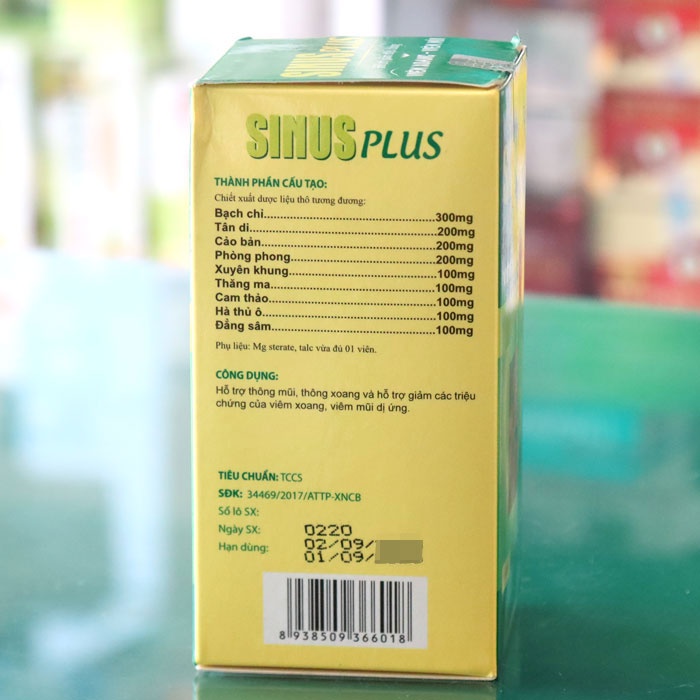 SINUS PLUS
THÀNH PHẦN CẤU TẠO:
Chiết xuất dược liệu thô tương đương:
Bạch chỉ..........................................300mg
Tân di..............................................200mg
Cảo bản...........................................200mg
Phòng phong...................................200mg
Xuyên khung....................................100mg
Thăng ma.........................................100mg
Cam thảo..........................................100mg
Hà thủ ô............................................100mg
Đẳng sâm.........................................100mg
Phụ liệu: Mg sterate, talc vừa đủ 01 viên.
CÔNG DỤNG:
Hỗ trợ thông mũi, thông xoang và hỗ trợ giảm các triệu
chứng của viêm xoang, viêm mũi dị ứng.
TIÊU CHUẨN: TCCS
SĐK: 34469/2017/ATTP-XNCB
Số lô SX: 0220
Ngày SX: 02/09/
Hạn dùng: 01/09/
8 938509 366018